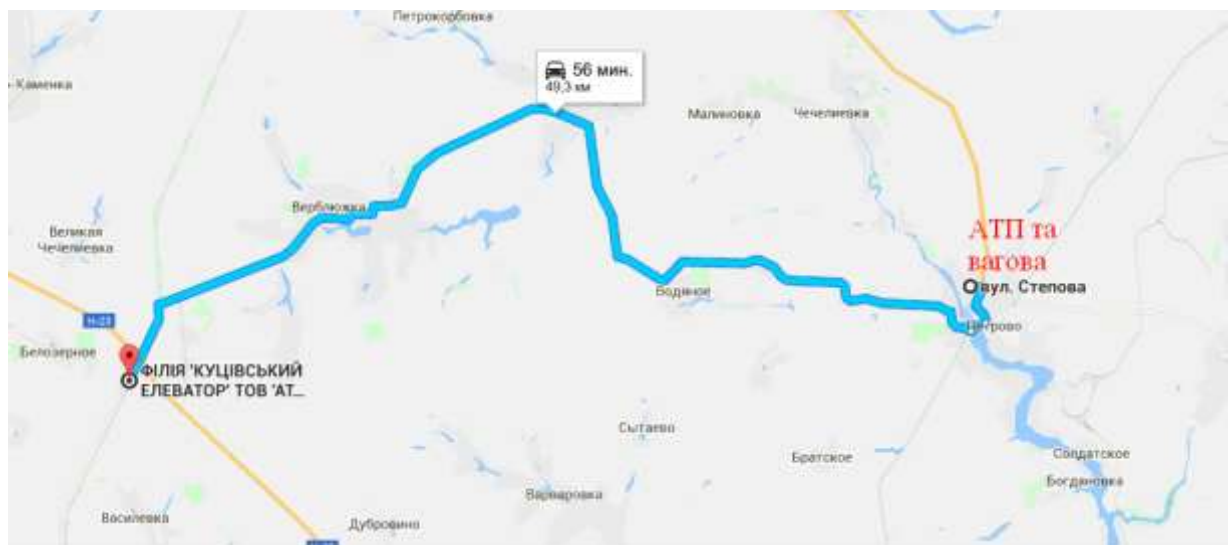 Петрокорбовка
56 мин.
49,3 км
Каменка
Малиновка
Чечелиевка
Верблюжка
Великая
Чечелиевка
АТП та
вагова
вул. Степова
Водяное
Петрово
Н-23
Белозерное
ФІЛІЯ 'КУЦІВСЬКИЙ
ЕЛЕВАТОР' ТОВ 'АТ...
Сытаево
Братское
Солдатское
Богдановка
Варваровка
Василевка
Дубровино